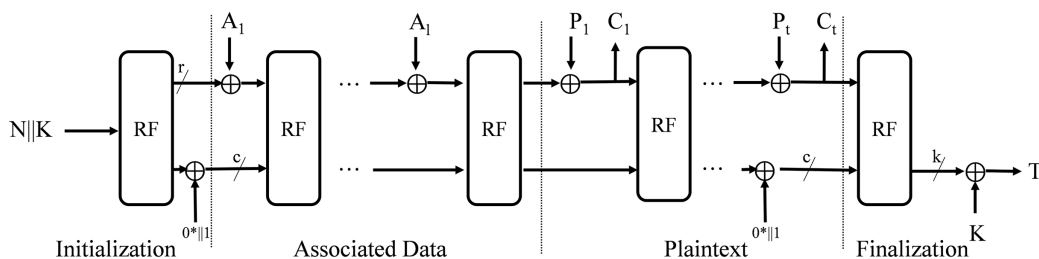 A1 Al P1 C1 Pt Ct
r
... ... ...
N||K RF RF RF RF RF
c c k
... ... T
0*||1 0*||1 K
Initialization Associated Data Plaintext Finalization